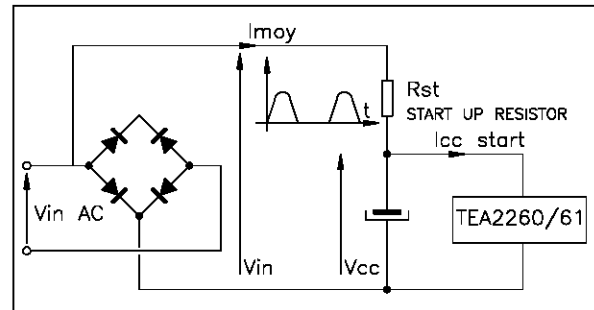 Imoy
t
Rst
START UP RESISTOR
Icc start
Vin AC
Vin
Vcc
TEA2260/61